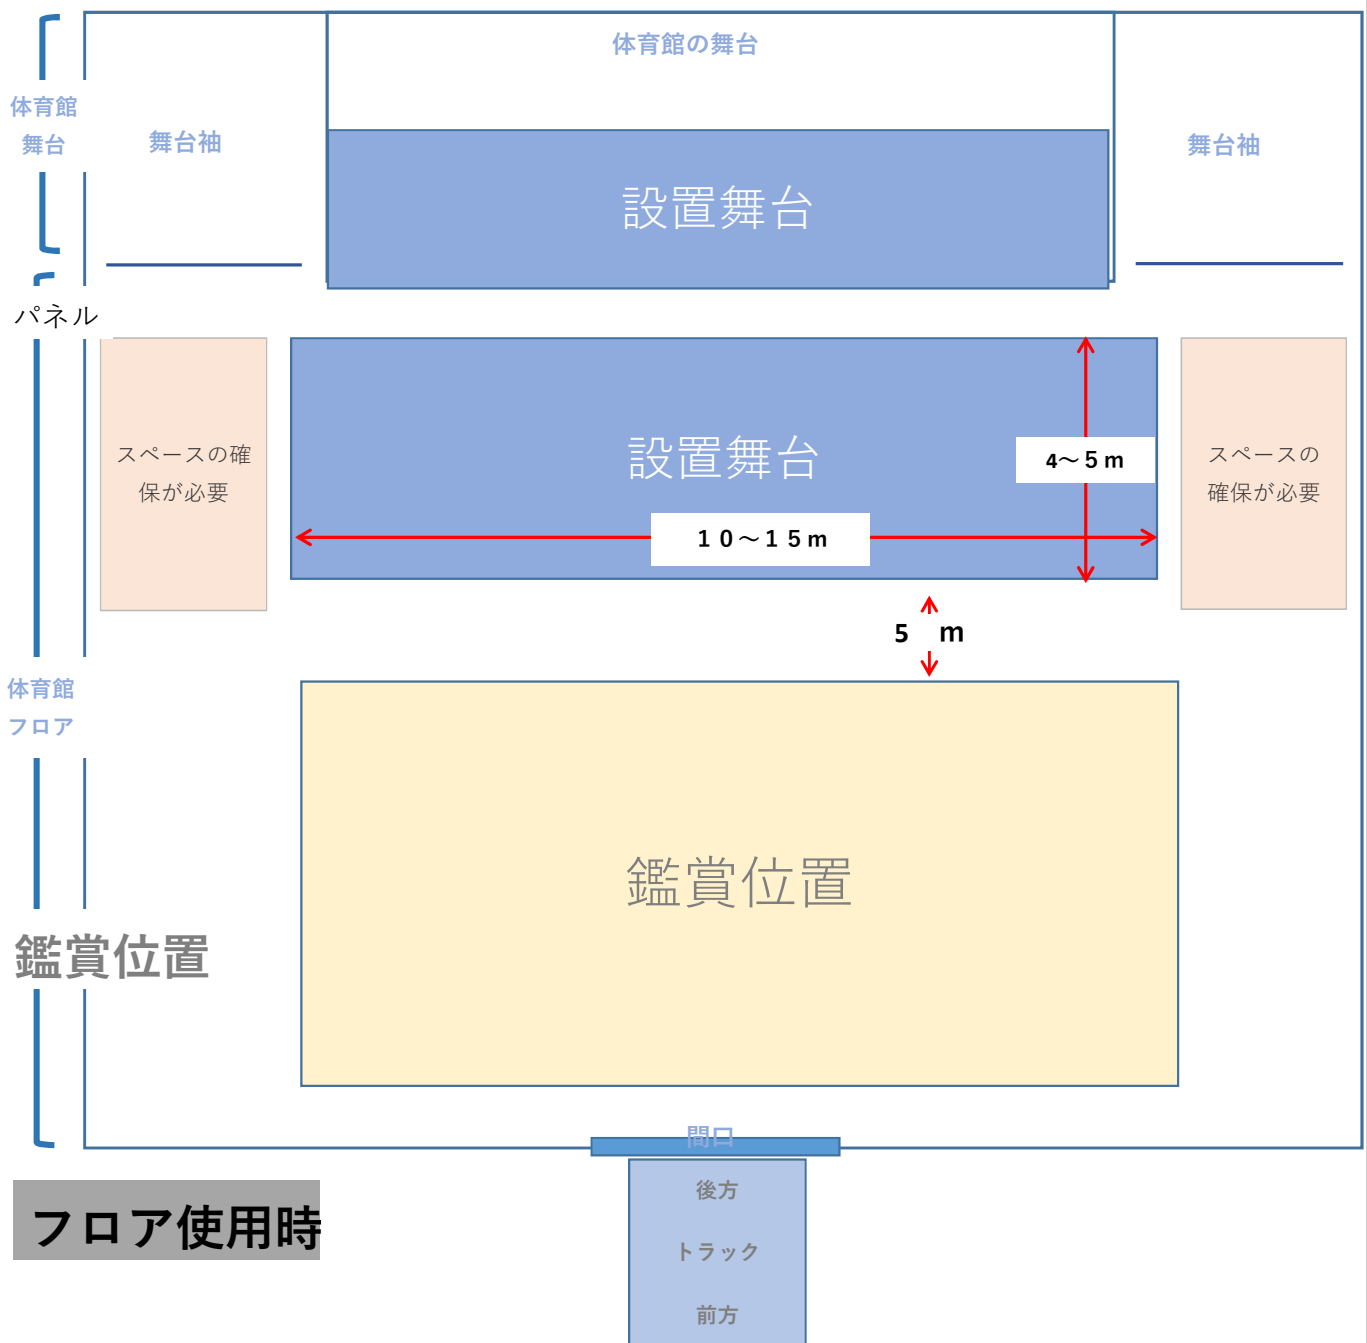 体育館の舞台
体育館
舞台
舞台袖
舞台袖
設置舞台
パネル
スペースの確
保が必要
設置舞台
4～５ｍ
スペースの
確保が必要
１０～１５ｍ
５　ｍ
体育館
フロア
鑑賞位置
鑑賞位置
間口
後方
トラック
前方
フロア使用時